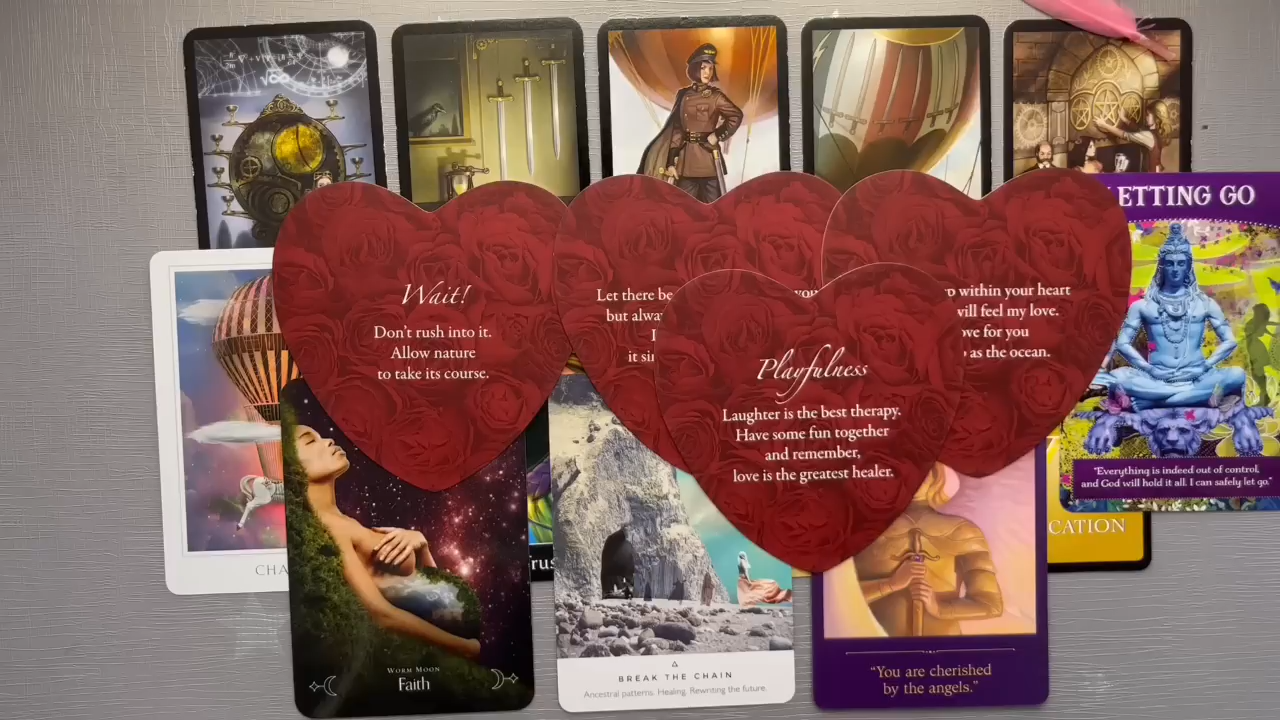 √∞
ETTING GO
Wait!
Don't rush into it.
Allow nature
to take its course.
Let there be
but alwa
I
it sin
you
p within your heart
will feel my love.
ove for you
as the ocean.
Playfulness
Laughter is the best therapy.
Have some fun together
and remember,
love is the greatest healer.
"Everything is indeed out of control,
and God will hold it all. I can safely let go."
CATION
CHA
rus
WORM MOON
Faith
BREAK THE CHAIN
Ancestral patterns. Healing. Rewriting the future.
"You are cherished
by the angels."